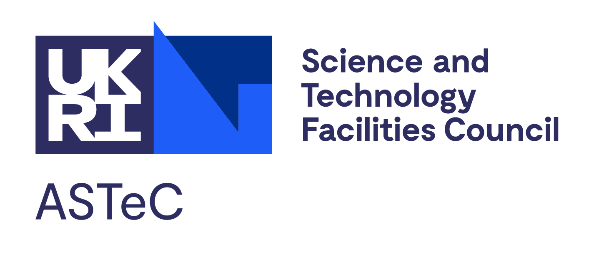 UK
RI
Science and
Technology
Facilities Council
ASTeC